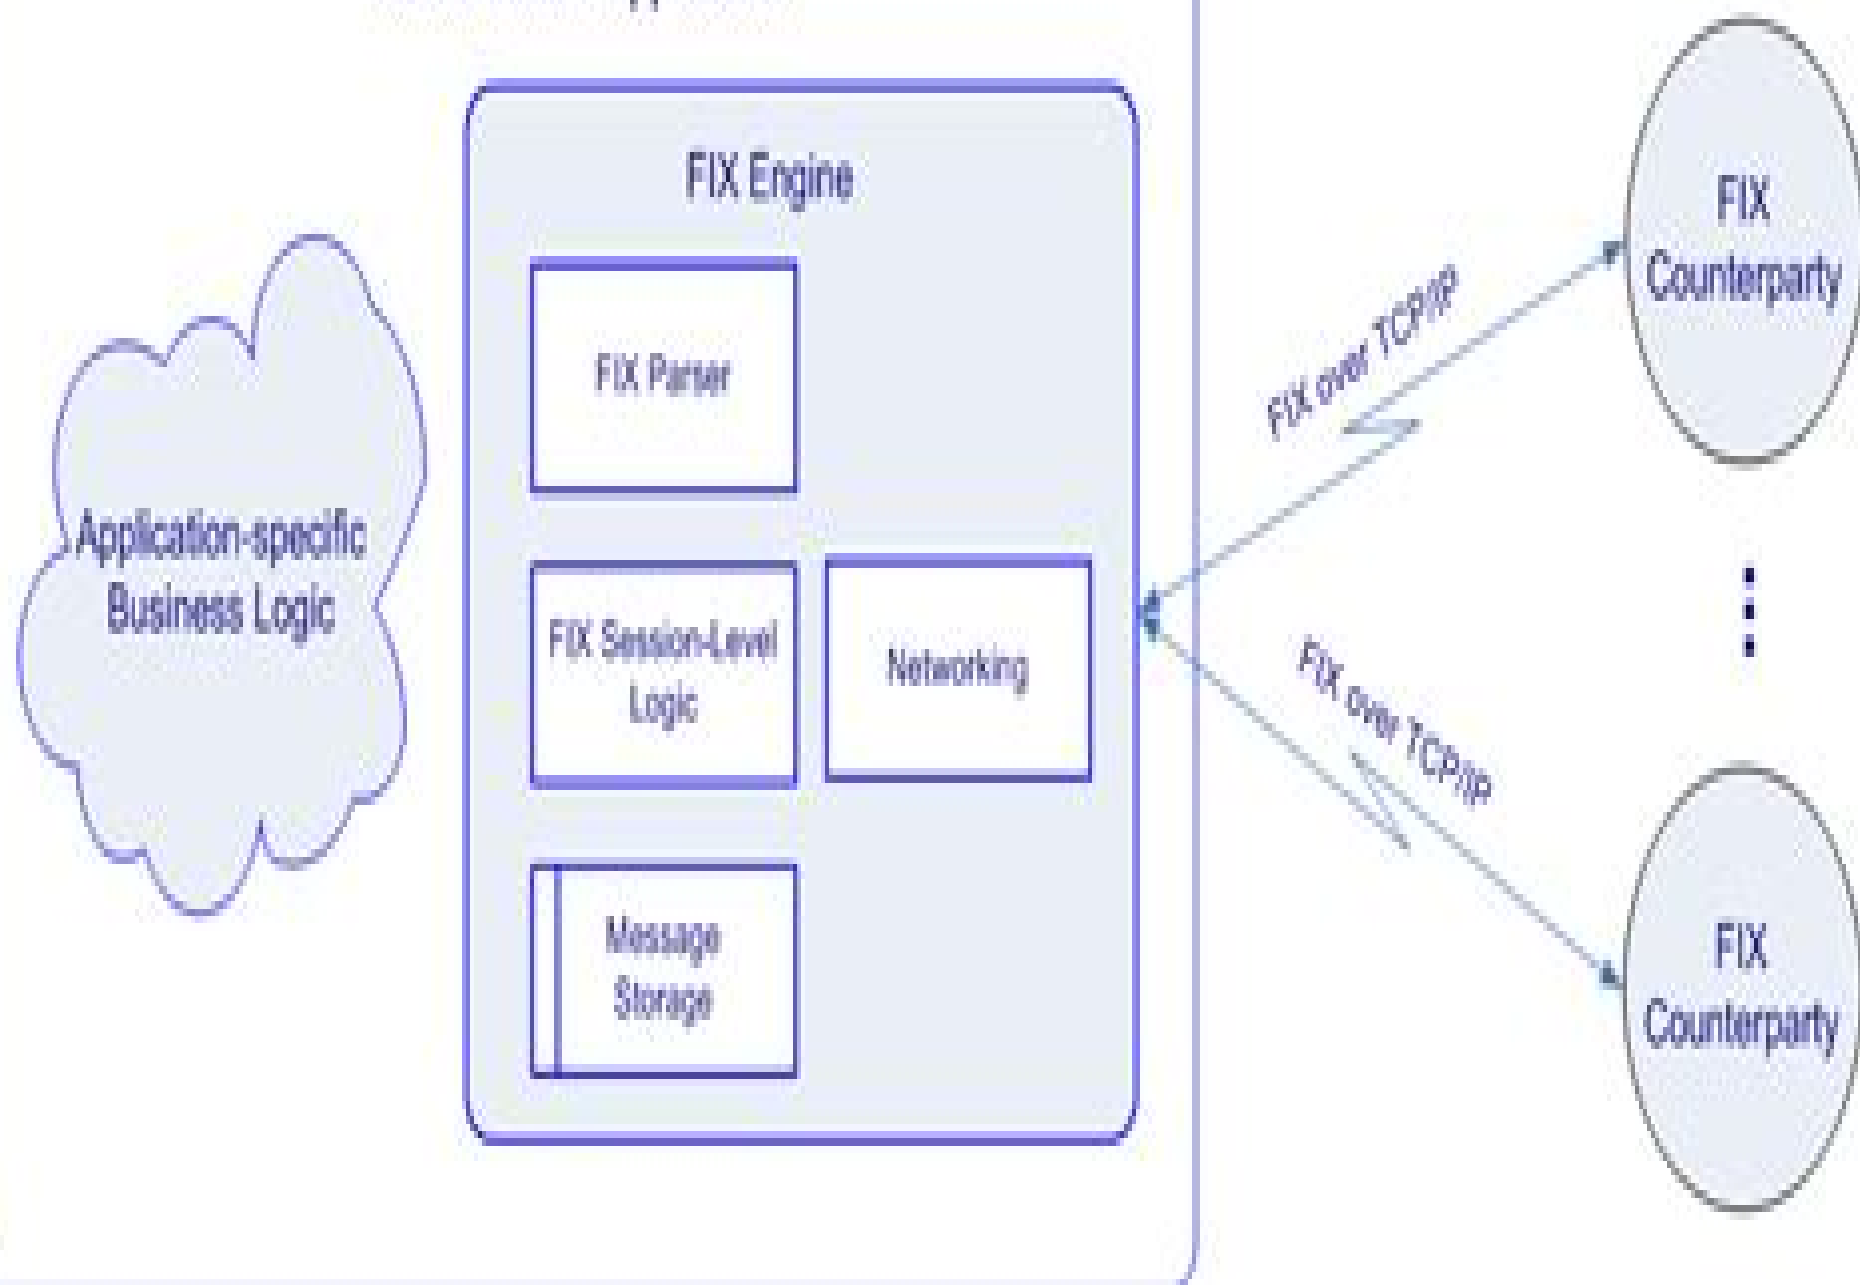 FIX Engine
FIX Parser
FIX Session-Level
Logic
Networking
Message
Storage
Application-specific
Business Logic
FIX over TCP/IP
FIX over TCP/IP
FIX
Counterparty
FIX
Counterparty